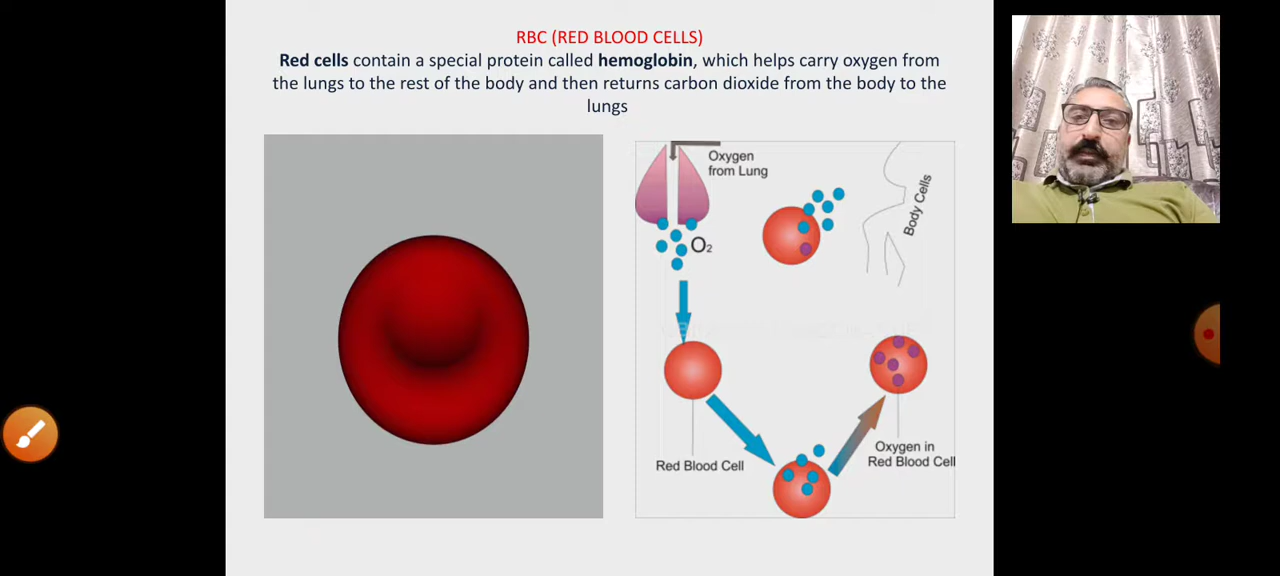 RBC (RED BLOOD CELLS)
Red cells contain a special protein called hemoglobin, which helps carry oxygen from
the lungs to the rest of the body and then returns carbon dioxide from the body to the
lungs
Oxygen
from Lung
O₂
Body Cells
Red Blood Cell
Oxygen in
Red Blood Cell